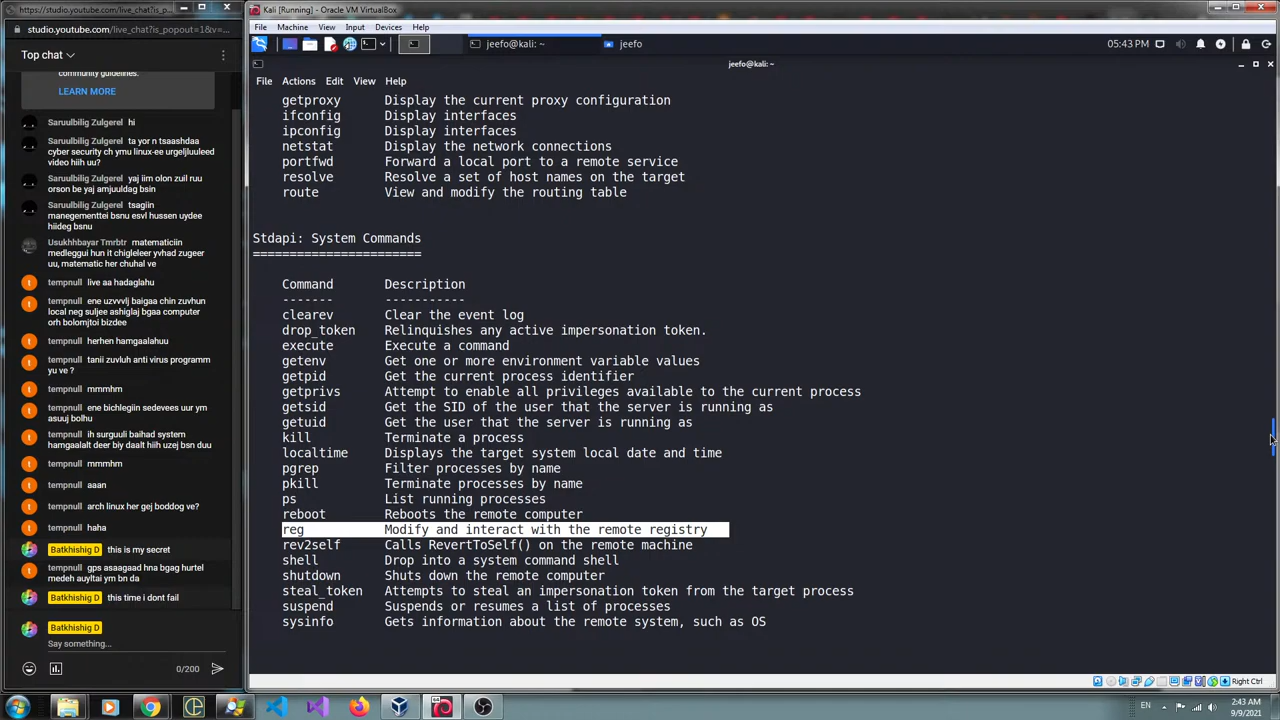 https://studio.youtube.com/live_chat?is_p...
studio.youtube.com/live_chat?is_popout=1&v=...
Top chat
community guidelines.
LEARN MORE
Saruulbilig Zulgerel hi
Saruulbilig Zulgerel ta yor n tsaashdaa
cyber security ch ymu linux-ee urgeljluuleed
video hiih uu?
Saruulbilig Zulgerel yaj iim olon zuil ruu
orson be yaj amjuuldag bsin
Saruulbilig Zulgerel tsagiin
manegementtei bsnu esvl hussen uydee
hiideg bsnu
Usukhhbayar Tmrbtr matematiciin
medleggui hun it chigleleer yvhad zugeer
uu, matematic her chuhal ve
tempnull live aa hadaglahu
tempnull ene uzvvvlj baigaa chin zuvhun
local neg suljee ashiglaj bgaa computer
orh bolomjtoi bizdee
tempnull herhen hamgaalahuu
tempnull tanii zuvluh anti virus programm
yu ve ?
tempnull mmmhm
tempnull ene bichlegiin sedevees uur ym
asuuj bolhu
tempnull ih surguuli baihad system
hamgaalalt deer biy daalt hiih uzej bsn duu
tempnull mmmhm
tempnull aaan
tempnull arch linux her gej boddog ve?
tempnull haha
Batkhishig D this is my secret
tempnull gps asaagaad hna bgag hurtel
medeh auyltai ym bn da
Batkhishig D this time i dont fail
Batkhishig D
Say something...
0/200
Kali [Running] - Oracle VM VirtualBox
File Machine View Input Devices Help
jeefo@kali: ~ jeefo 05:43 PM
jeefo@kali: ~
File Actions Edit View Help
getproxy Display the current proxy configuration
ifconfig Display interfaces
ipconfig Display interfaces
netstat Display the network connections
portfwd Forward a local port to a remote service
resolve Resolve a set of host names on the target
route View and modify the routing table
Stdapi: System Commands
=======================
Command Description
------- -----------
clearev Clear the event log
drop_token Relinquishes any active impersonation token.
execute Execute a command
getenv Get one or more environment variable values
getpid Get the current process identifier
getprivs Attempt to enable all privileges available to the current process
getsid Get the SID of the user that the server is running as
getuid Get the user that the server is running as
kill Terminate a process
localtime Displays the target system local date and time
pgrep Filter processes by name
pkill Terminate processes by name
ps List running processes
reboot Reboots the remote computer
reg Modify and interact with the remote registry
rev2self Calls RevertToSelf() on the remote machine
shell Drop into a system command shell
shutdown Shuts down the remote computer
steal_token Attempts to steal an impersonation token from the target process
suspend Suspends or resumes a list of processes
sysinfo Gets information about the remote system, such as OS
Right Ctrl
EN
2:43 AM
9/9/2021